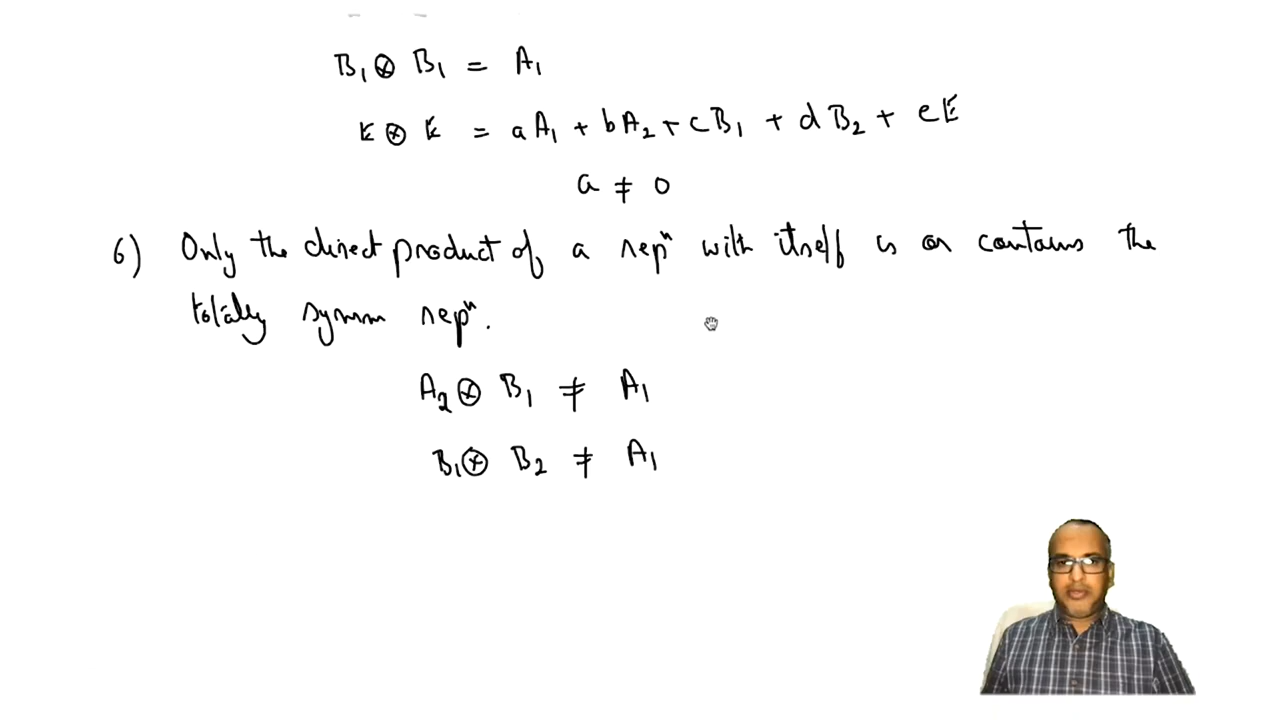 B₁ ⊗ B₁ = A₁
E ⊗ E = aA₁ + bA₂ + cB₁ + dB₂ + eE
a ≠ 0
6) Only the direct product of a repⁿ with itself is or contains the
totally symm repⁿ.
A₂ ⊗ B₁ ≠ A₁
B₁ ⊗ B₂ ≠ A₁